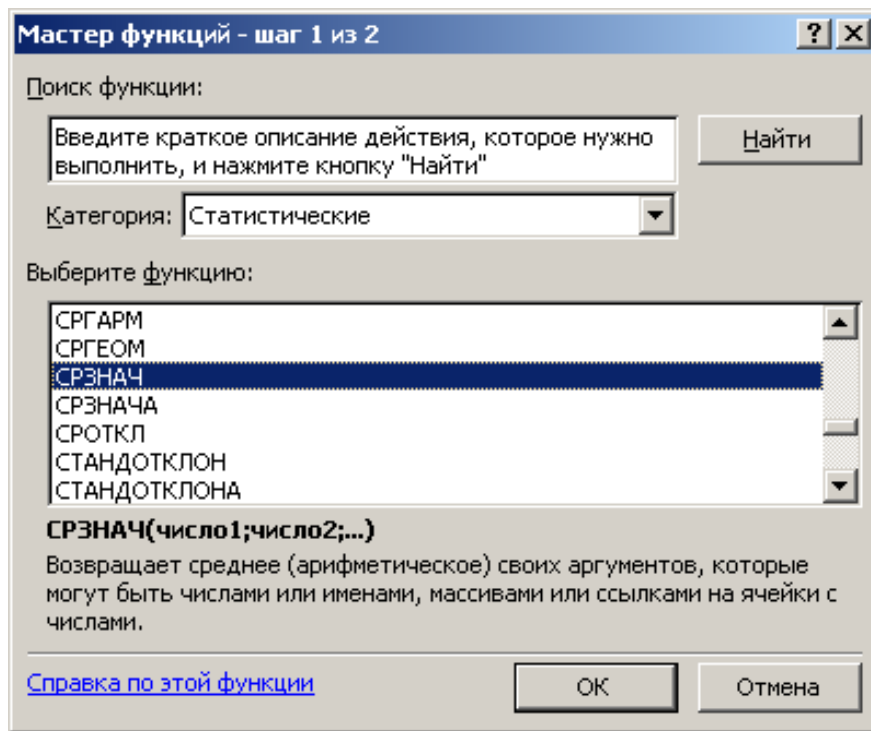 Мастер функций - шаг 1 из 2
Поиск функции:
Введите краткое описание действия, которое нужно
выполнить, и нажмите кнопку "Найти"
Найти
Категория: Статистические
Выберите функцию:
СРГАРМ
СРГЕОМ
СРЗНАЧ
СРЗНАЧА
СРОТКЛ
СТАНДОТКЛОН
СТАНДОТКЛОНА
СРЗНАЧ(число1;число2;...)
Возвращает среднее (арифметическое) своих аргументов, которые
могут быть числами или именами, массивами или ссылками на ячейки с
числами.
Справка по этой функции
ОК
Отмена